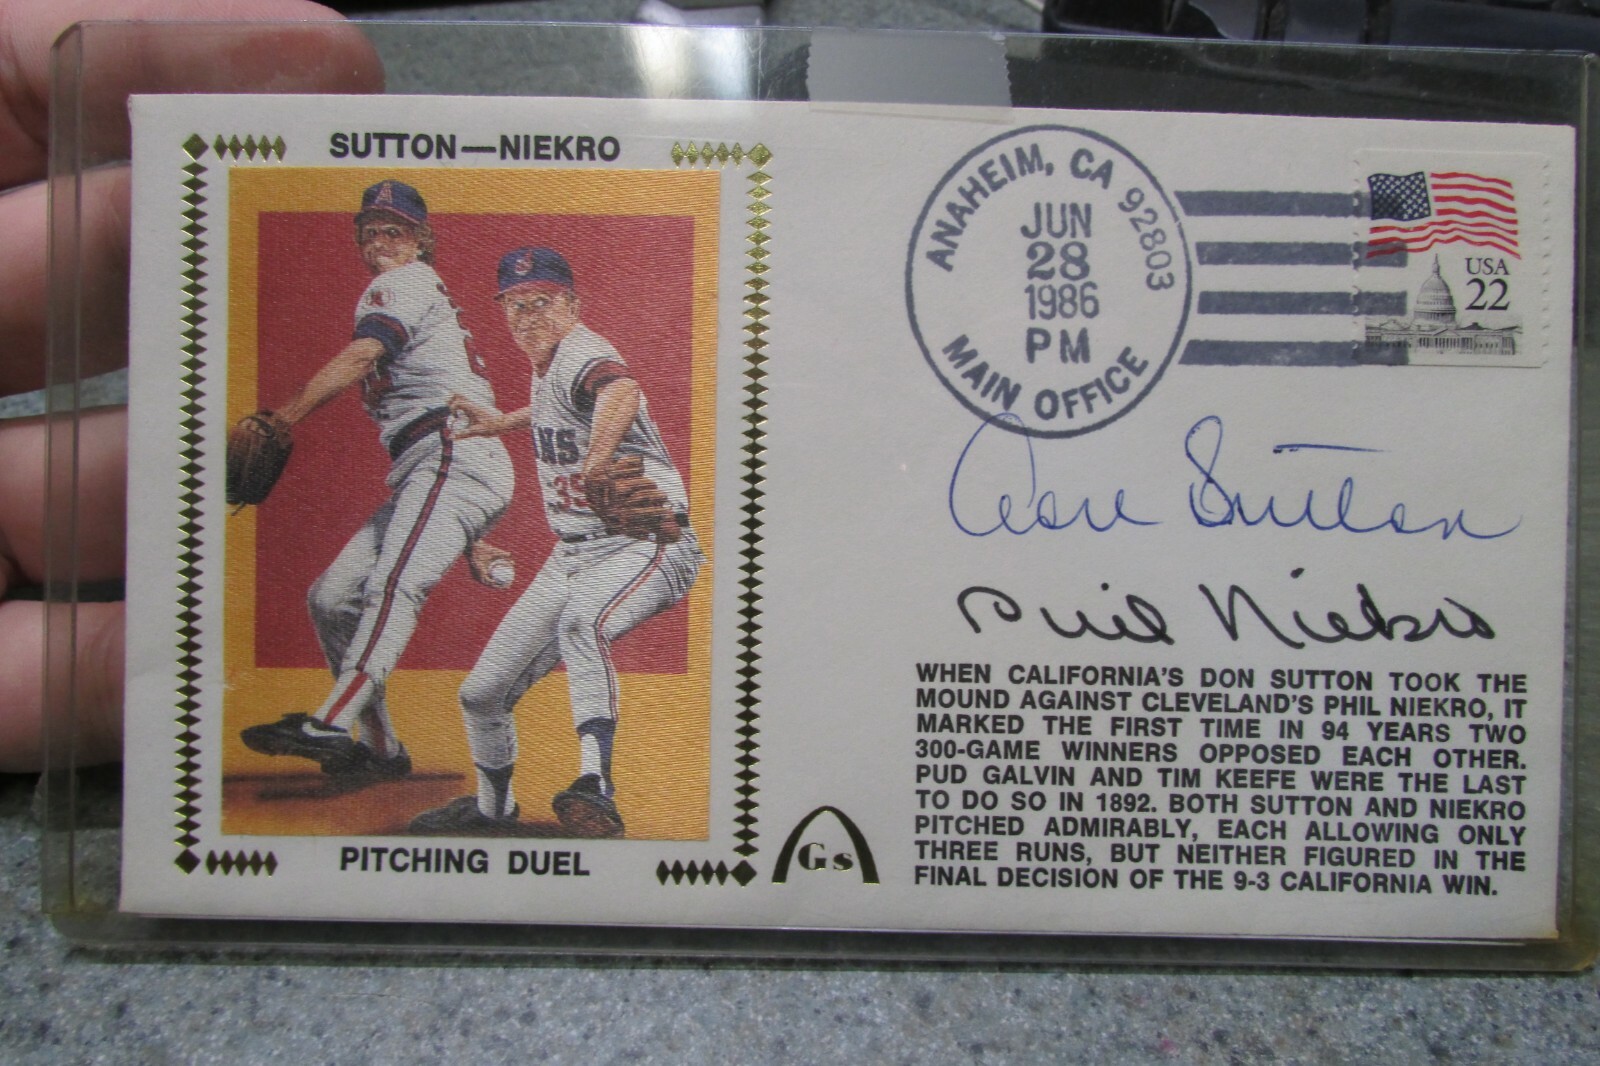 SUTTON—NIEKRO
A
NS
35
PITCHING DUEL
Gs
ANAHEIM, CA 92803
JUN
28
1986
PM
MAIN OFFICE
USA
22
Don Sutton
Phil Niekro
WHEN CALIFORNIA'S DON SUTTON TOOK THE
MOUND AGAINST CLEVELAND'S PHIL NIEKRO, IT
MARKED THE FIRST TIME IN 94 YEARS TWO
300-GAME WINNERS OPPOSED EACH OTHER.
PUD GALVIN AND TIM KEEFE WERE THE LAST
TO DO SO IN 1892. BOTH SUTTON AND NIEKRO
PITCHED ADMIRABLY, EACH ALLOWING ONLY
THREE RUNS, BUT NEITHER FIGURED IN THE
FINAL DECISION OF THE 9-3 CALIFORNIA WIN.